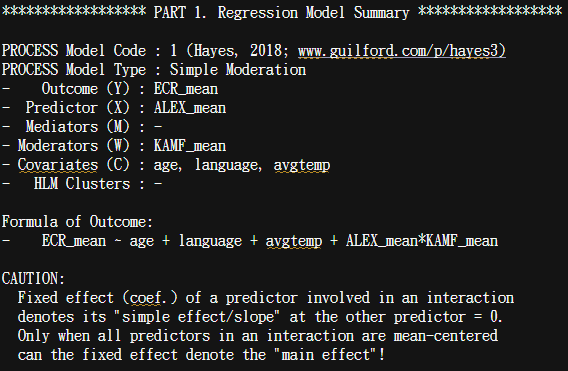 ****************** PART 1. Regression Model Summary ******************
PROCESS Model Code : 1 (Hayes, 2018; www.guilford.com/p/hayes3)
PROCESS Model Type : Simple Moderation
-    Outcome (Y) : ECR_mean
-  Predictor (X) : ALEX_mean
-  Mediators (M) : -
- Moderators (W) : KAMF_mean
- Covariates (C) : age, language, avgtemp
-   HLM Clusters : -
Formula of Outcome:
-    ECR_mean ~ age + language + avgtemp + ALEX_mean*KAMF_mean
CAUTION:
  Fixed effect (coef.) of a predictor involved in an interaction
  denotes its "simple effect/slope" at the other predictor = 0.
  Only when all predictors in an interaction are mean-centered
  can the fixed effect denote the "main effect"!